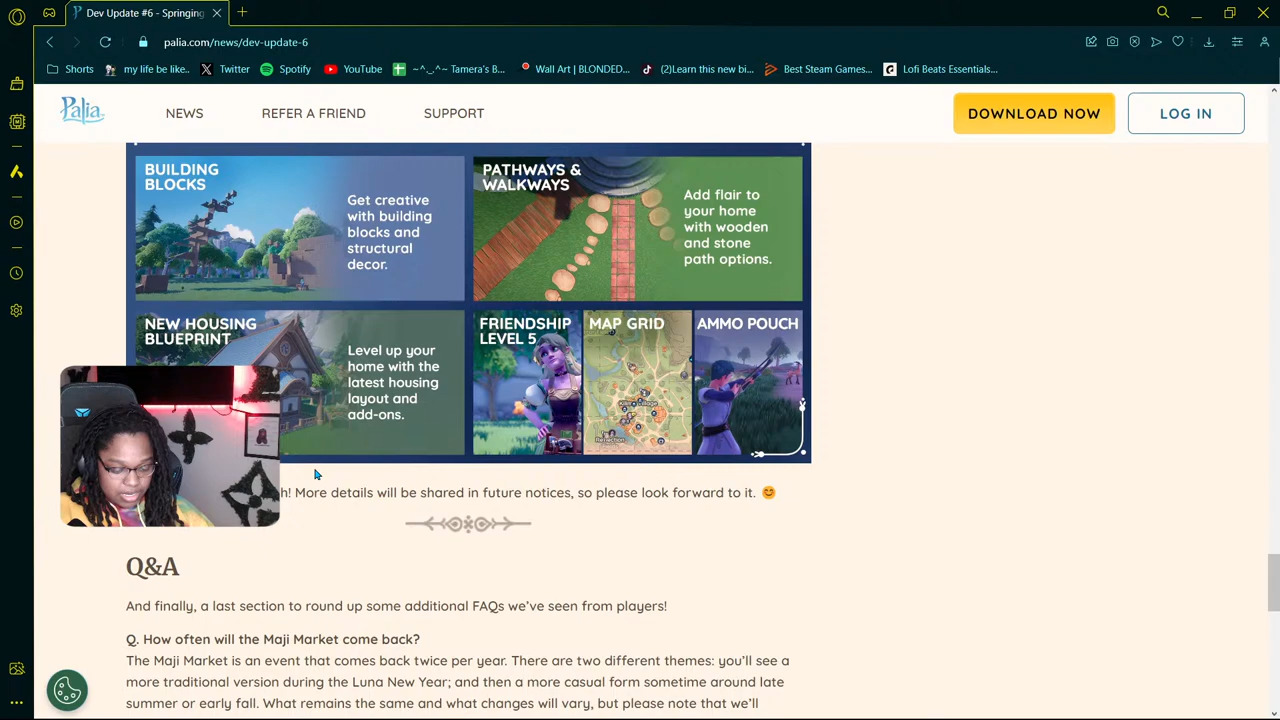 Dev Update #6 - Springing
palia.com/news/dev-update-6
Shorts my life be like.. Twitter Spotify YouTube ~^._.^~ Tamera's B... Wall Art | BLONDED... (2)Learn this new bi... Best Steam Games... Lofi Beats Essentials...
Palia NEWS REFER A FRIEND SUPPORT DOWNLOAD NOW LOG IN
BUILDING
BLOCKS
Get creative
with building
blocks and
structural
decor.
PATHWAYS &
WALKWAYS
Add flair to
your home
with wooden
and stone
path options.
NEW HOUSING
BLUEPRINT
Level up your
home with the
latest housing
layout and
add-ons.
FRIENDSHIP
LEVEL 5
MAP GRID
AMMO POUCH
h! More details will be shared in future notices, so please look forward to it. 😊
Q&A
And finally, a last section to round up some additional FAQs we've seen from players!
Q. How often will the Maji Market come back?
The Maji Market is an event that comes back twice per year. There are two different themes: you'll see a
more traditional version during the Luna New Year; and then a more casual form sometime around late
summer or early fall. What remains the same and what changes will vary, but please note that we'll